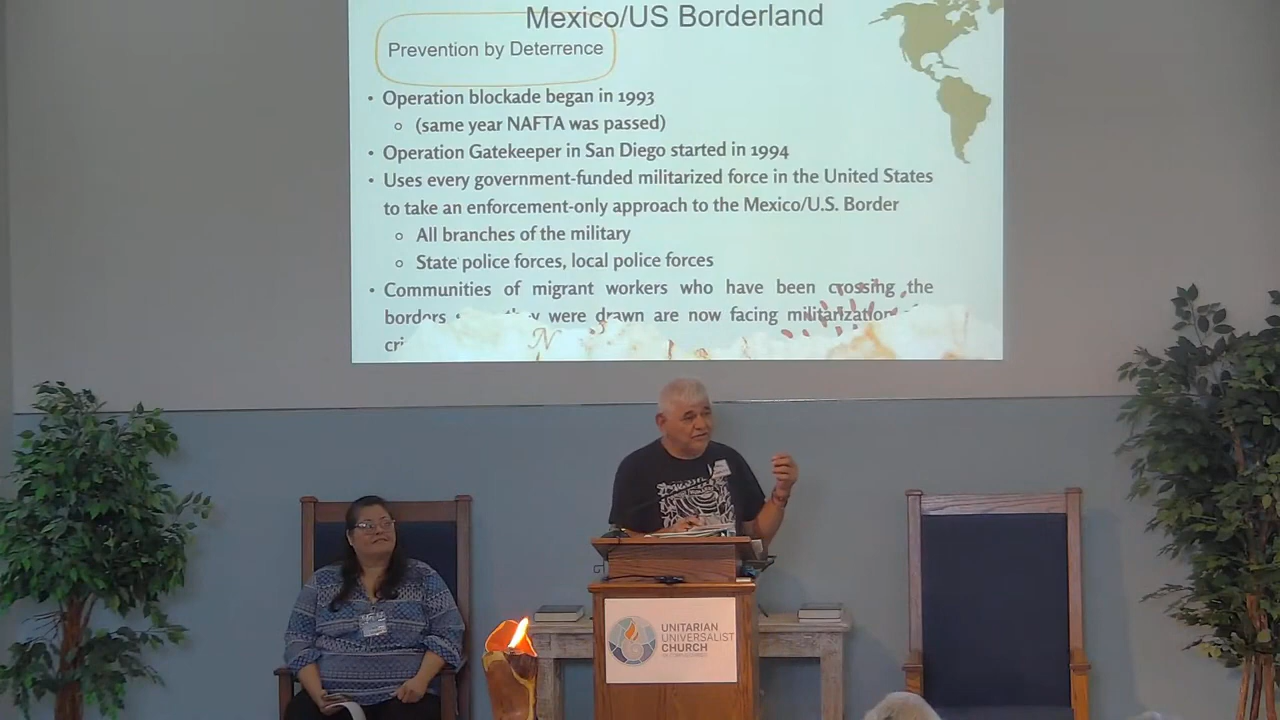 Mexico/US Borderland
Prevention by Deterrence
• Operation blockade began in 1993
○ (same year NAFTA was passed)
• Operation Gatekeeper in San Diego started in 1994
• Uses every government-funded militarized force in the United States
to take an enforcement-only approach to the Mexico/U.S. Border
○ All branches of the military
○ State police forces, local police forces
• Communities of migrant workers who have been crossing the
borders were drawn are now facing militarization
UNITARIAN
UNIVERSALIST
CHURCH